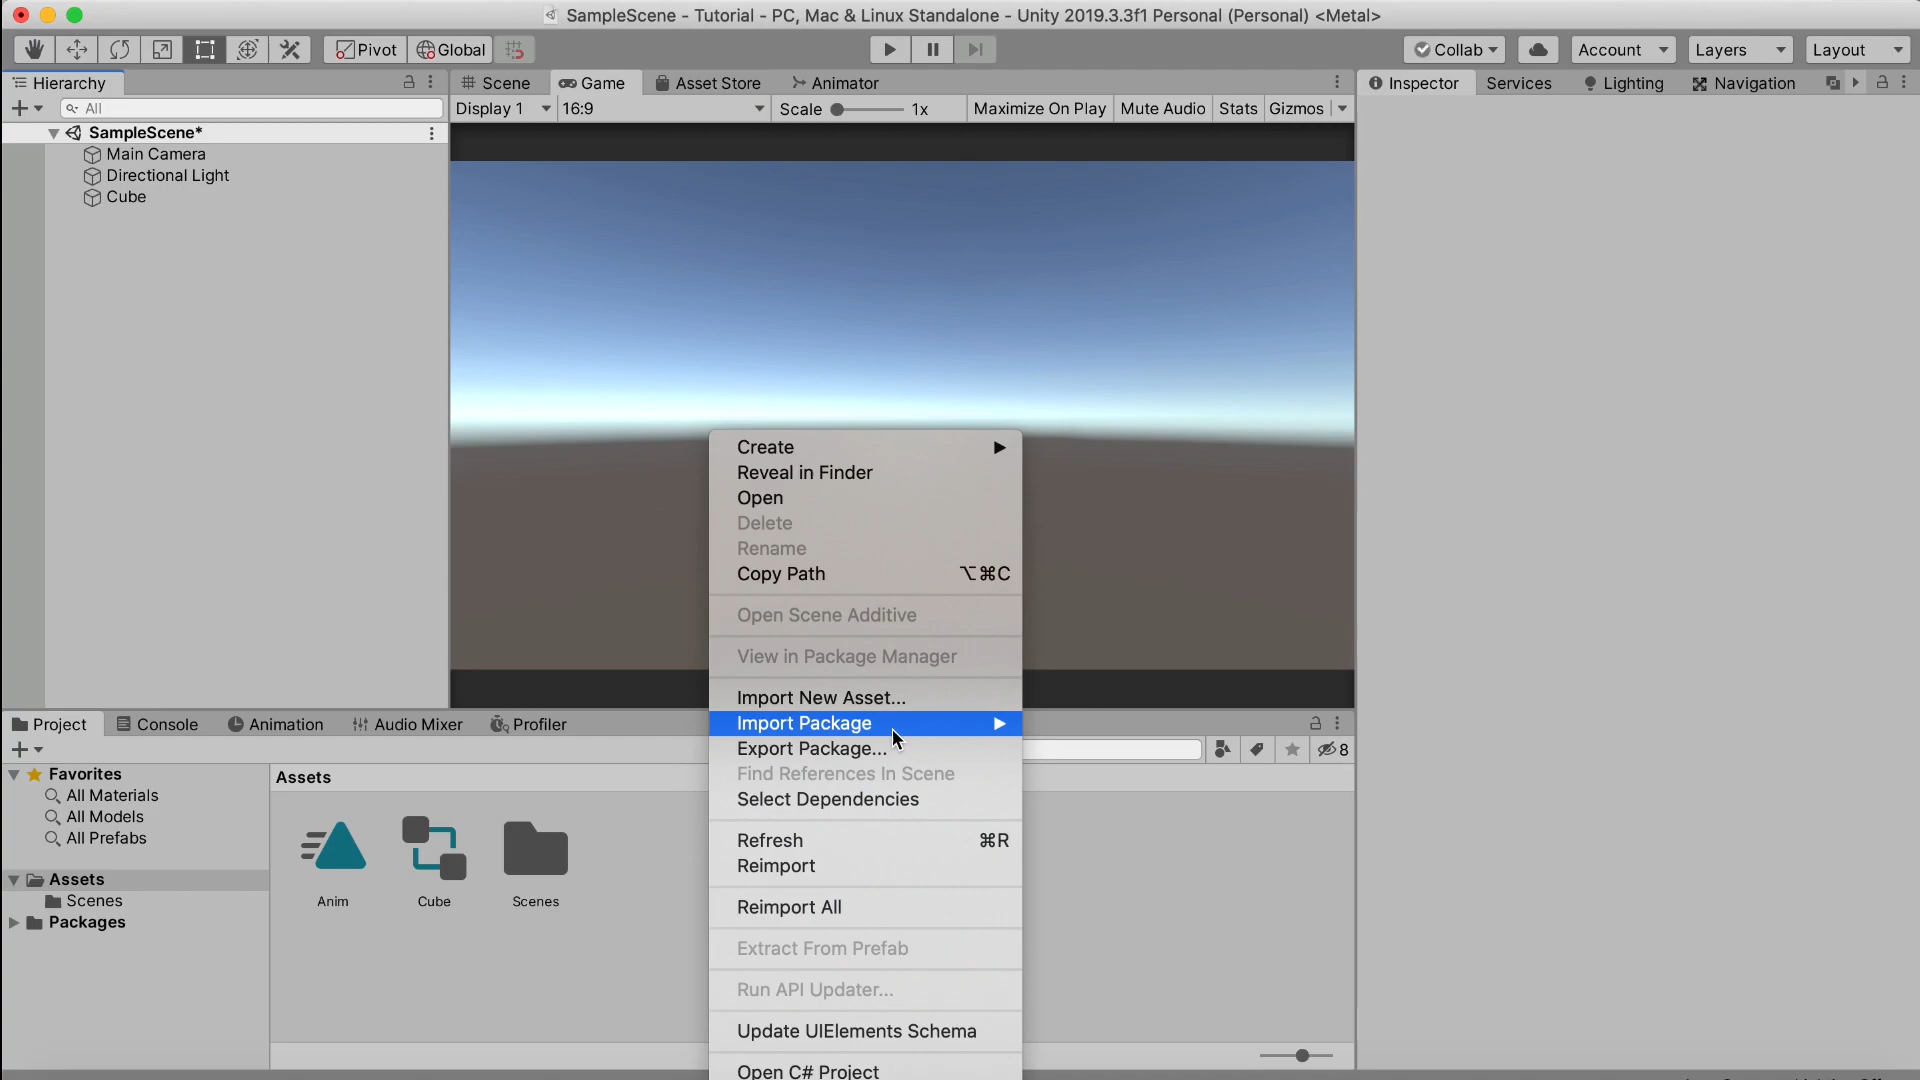 SampleScene - Tutorial - PC, Mac & Linux Standalone - Unity 2019.3.3f1 Personal (Personal) <Metal>
Pivot Global Collab Account Layers Layout
Hierarchy
All
SampleScene*
Main Camera
Directional Light
Cube
Scene Game Asset Store Animator
Display 1 16:9 Scale 1x Maximize On Play Mute Audio Stats Gizmos
Inspector Services Lighting Navigation
Create
Reveal in Finder
Open
Delete
Rename
Copy Path ⌥⌘C
Open Scene Additive
View in Package Manager
Import New Asset...
Import Package
Export Package...
Find References In Scene
Select Dependencies
Refresh ⌘R
Reimport
Reimport All
Extract From Prefab
Run API Updater...
Update UIElements Schema
Open C# Project
Project Console Animation Audio Mixer Profiler
8
Favorites
All Materials
All Models
All Prefabs
Assets
Scenes
Packages
Assets
Anim Cube Scenes